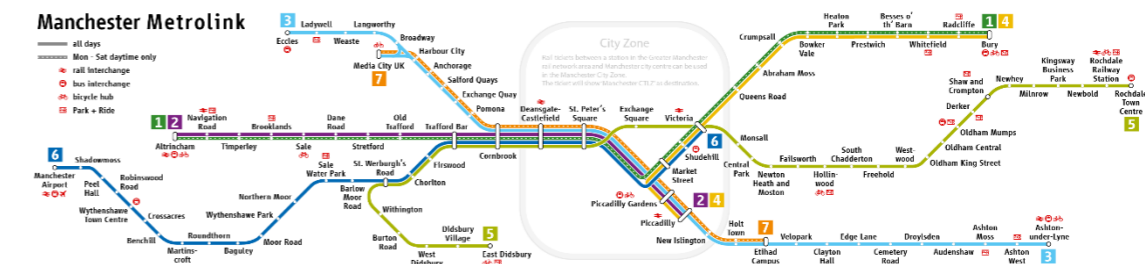 Manchester Metrolink
all days
Mon - Sat daytime only
rail interchange
bus interchange
bicycle hub
Park + Ride
3
Eccles
Ladywell
Weaste
Langworthy
Broadway
Harbour City
Media City UK
7
Anchorage
Salford Quays
Exchange Quay
Pomona
1 2
Altrincham
Navigation
Road
Timperley
Brooklands
Sale
Dane
Road
Stretford
Old
Trafford
Trafford Bar
Cornbrook
City Zone
Deansgate-
Castlefield
St. Peter's
Square
Exchange
Square
Victoria
6
Shudehill
Market
Street
Piccadilly Gardens
2 4
Piccadilly
New Islington
6
Manchester
Airport
Shadowmoss
Peel
Hall
Robinswood
Road
Wythenshawe
Town Centre
Crossacres
Benchill
Martins-
croft
Roundthorn
Baguley
Moor Road
Wythenshawe Park
Northern Moor
Sale
Water Park
Barlow
Moor
Road
St. Werburgh's
Road
Chorlton
Firswood
Withington
Burton
Road
West
Didsbury
Didsbury
Village
5
East Didsbury
Holt
Town
7
Etihad
Campus
Velopark
Clayton
Hall
Edge Lane
Cemetery
Road
Droylsden
Audenshaw
Ashton
Moss
Ashton
West
Ashton-
under-Lyne
3
Queens Road
Abraham Moss
Crumpsall
Bowker
Vale
Heaton
Park
Prestwich
Besses o'
th' Barn
Whitefield
Radcliffe
Bury
1 4
Monsall
Central
Park
Newton
Heath and
Moston
Failsworth
Hollin-
wood
South
Chadderton
Freehold
West-
wood
Oldham King Street
Oldham Central
Oldham Mumps
Derker
Shaw and
Crompton
Newhey
Milnrow
Kingsway
Business
Park
Newbold
Rochdale
Railway
Station
Rochdale
Town
Centre
5